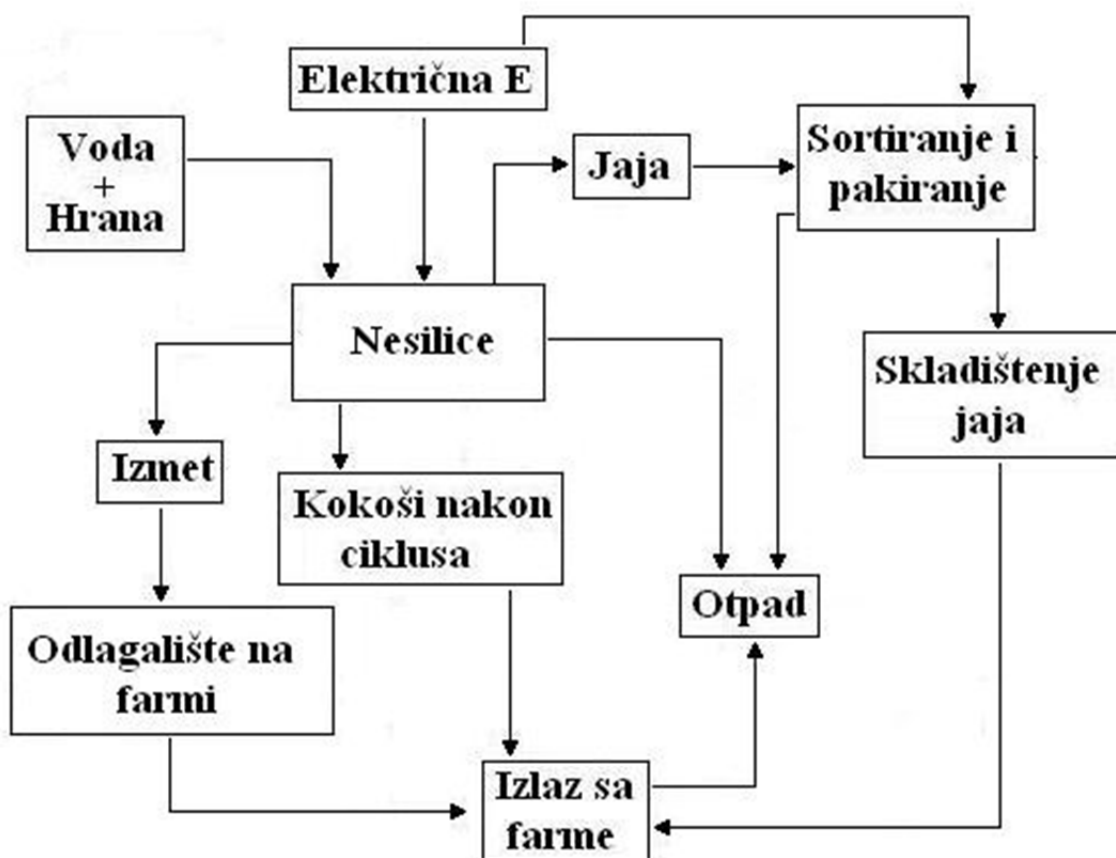 Električna E
Voda
+
Hrana
Jaja
Sortiranje i
pakiranje
Nesilice
Skladištenje
jaja
Izmet
Kokoši nakon
ciklusa
Otpad
Odlagalište na
farmi
Izlaz sa
farme